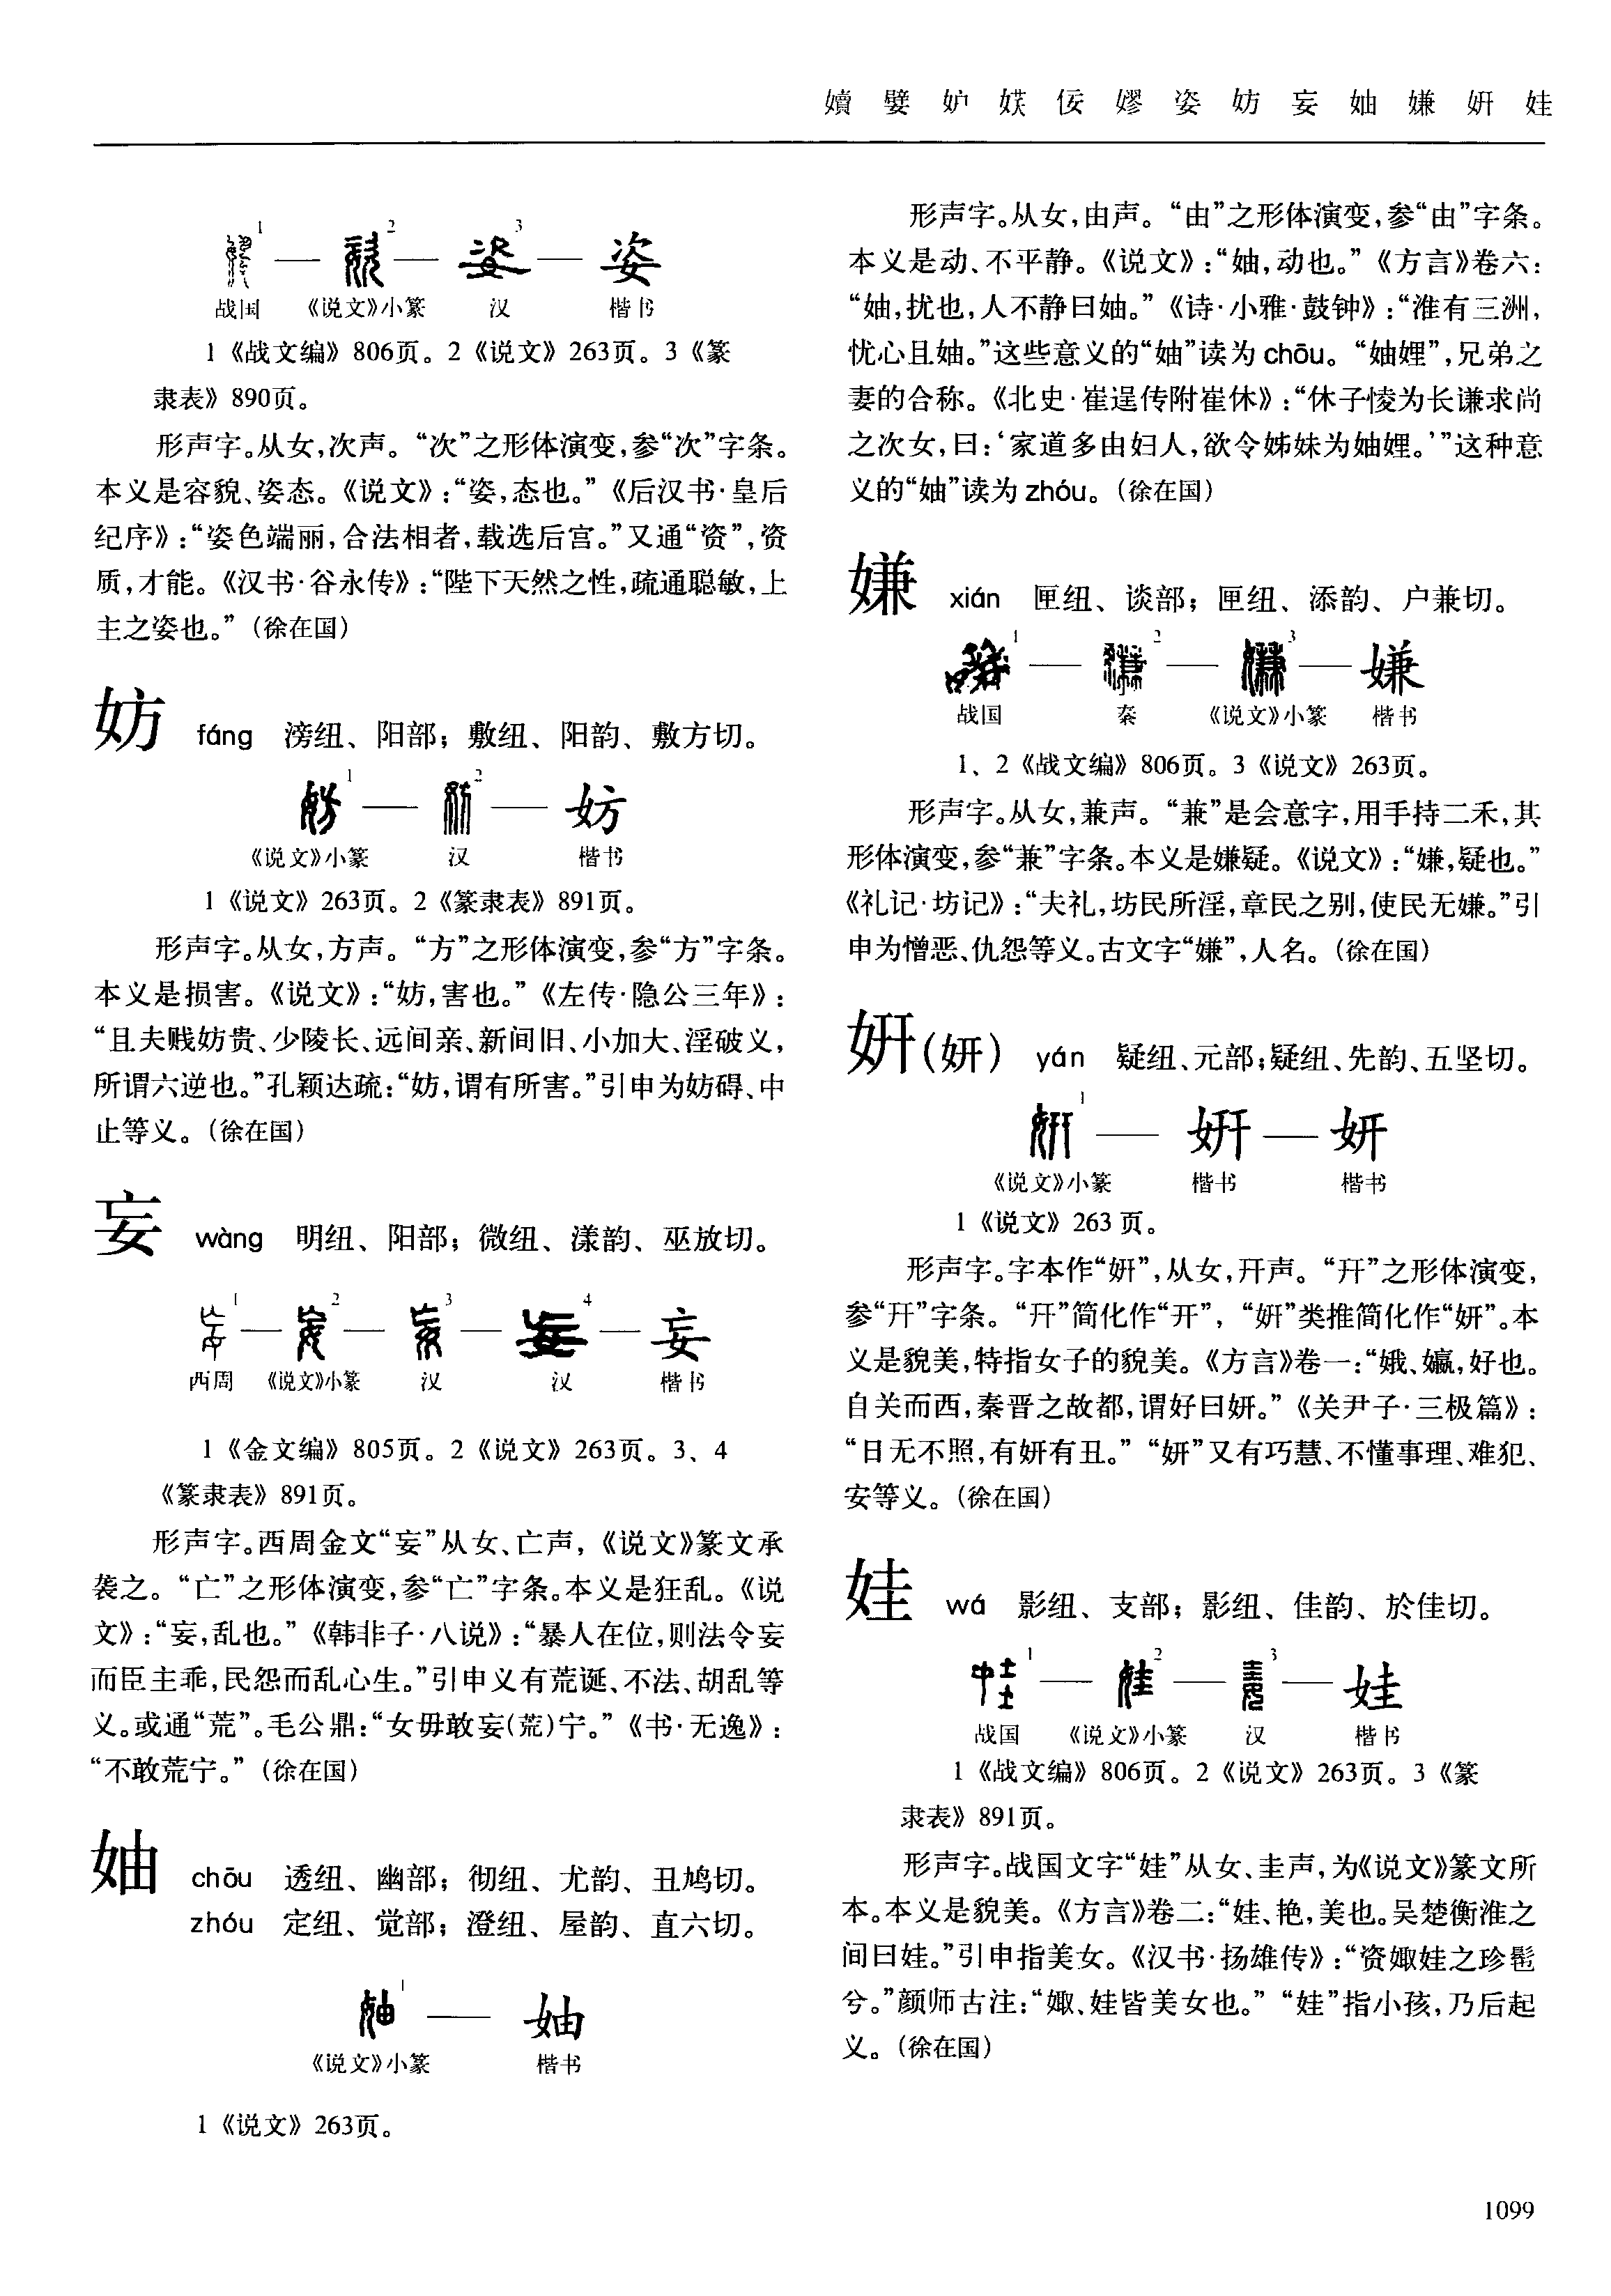 嬻 嬖 妒 媄 佞 嫪 姿 妨 妄 妯 嫌 姸 娃
1 2 3
— — — 姿
战国 《说文》小篆 汉 楷书
1《战文编》806页。2《说文》263页。3《篆
隶表》890页。
形声字。从女，次声。“次”之形体演变，参“次”字条。
本义是容貌、姿态。《说文》：“姿，态也。”《后汉书·皇后
纪序》：“姿色端丽，合法相者，载选后宫。”又通“资”，资
质，才能。《汉书·谷永传》：“陛下天然之性，疏通聪敏，上
主之姿也。”（徐在国）
妨 fáng 滂纽、阳部；敷纽、阳韵、敷方切。
1 2
— — 妨
《说文》小篆 汉 楷书
1《说文》263页。2《篆隶表》891页。
形声字。从女，方声。“方”之形体演变，参“方”字条。
本义是损害。《说文》：“妨，害也。”《左传·隐公三年》：
“且夫贱妨贵、少陵长、远间亲、新间旧、小加大、淫破义，
所谓六逆也。”孔颖达疏：“妨，谓有所害。”引申为妨碍、中
止等义。（徐在国）
妄 wàng 明纽、阳部；微纽、漾韵、巫放切。
1 2 3 4
— — — — 妄
西周 《说文》小篆 汉 汉 楷书
1《金文编》805页。2《说文》263页。3、4
《篆隶表》891页。
形声字。西周金文“妄”从女、亡声，《说文》篆文承
袭之。“亡”之形体演变，参“亡”字条。本义是狂乱。《说
文》：“妄，乱也。”《韩非子·八说》：“暴人在位，则法令妄
而臣主乖，民怨而乱心生。”引申义有荒诞、不法、胡乱等
义。或通“荒”。毛公鼎：“女毋敢妄(荒)宁。”《书·无逸》：
“不敢荒宁。”（徐在国）
妯 chōu 透纽、幽部；彻纽、尤韵、丑鸠切。
zhóu 定纽、觉部；澄纽、屋韵、直六切。
1
— 妯
《说文》小篆 楷书
1《说文》263页。
形声字。从女，由声。“由”之形体演变，参“由”字条。
本义是动、不平静。《说文》：“妯，动也。”《方言》卷六：
“妯，扰也，人不静曰妯。”《诗·小雅·鼓钟》：“淮有三洲，
忧心且妯。”这些意义的“妯”读为 chōu。“妯娌”，兄弟之
妻的合称。《北史·崔逞传附崔休》：“休子㥄为长谦求尚
之次女，曰：‘家道多由妇人，欲令姊妹为妯娌。’”这种意
义的“妯”读为 zhóu。（徐在国）
嫌 xián 匣纽、谈部；匣纽、添韵、户兼切。
1 2 3
— — — 嫌
战国 秦 《说文》小篆 楷书
1、2《战文编》806页。3《说文》263页。
形声字。从女，兼声。“兼”是会意字，用手持二禾，其
形体演变，参“兼”字条。本义是嫌疑。《说文》：“嫌，疑也。”
《礼记·坊记》：“夫礼，坊民所淫，章民之别，使民无嫌。”引
申为憎恶、仇怨等义。古文字“嫌”，人名。（徐在国）
姸(妍) yán 疑纽、元部；疑纽、先韵、五坚切。
1
— 姸 — 妍
《说文》小篆 楷书 楷书
1《说文》263页。
形声字。字本作“姸”，从女，幵声。“幵”之形体演变，
参“幵”字条。“幵”简化作“开”，“姸”类推简化作“妍”。本
义是貌美，特指女子的貌美。《方言》卷一：“娥、嬴，好也。
自关而西，秦晋之故都，谓好曰妍。”《关尹子·三极篇》：
“日无不照，有妍有丑。”“妍”又有巧慧、不懂事理、难犯、
安等义。（徐在国）
娃 wá 影纽、支部；影纽、佳韵、於佳切。
1 2 3
— — — 娃
战国 《说文》小篆 汉 楷书
1《战文编》806页。2《说文》263页。3《篆
隶表》891页。
形声字。战国文字“娃”从女、圭声，为《说文》篆文所
本。本义是貌美。《方言》卷二：“娃、艳，美也。吴楚衡淮之
间曰娃。”引申指美女。《汉书·扬雄传》：“资娵娃之珍髢
兮。”颜师古注：“娵、娃皆美女也。”“娃”指小孩，乃后起
义。（徐在国）
1099